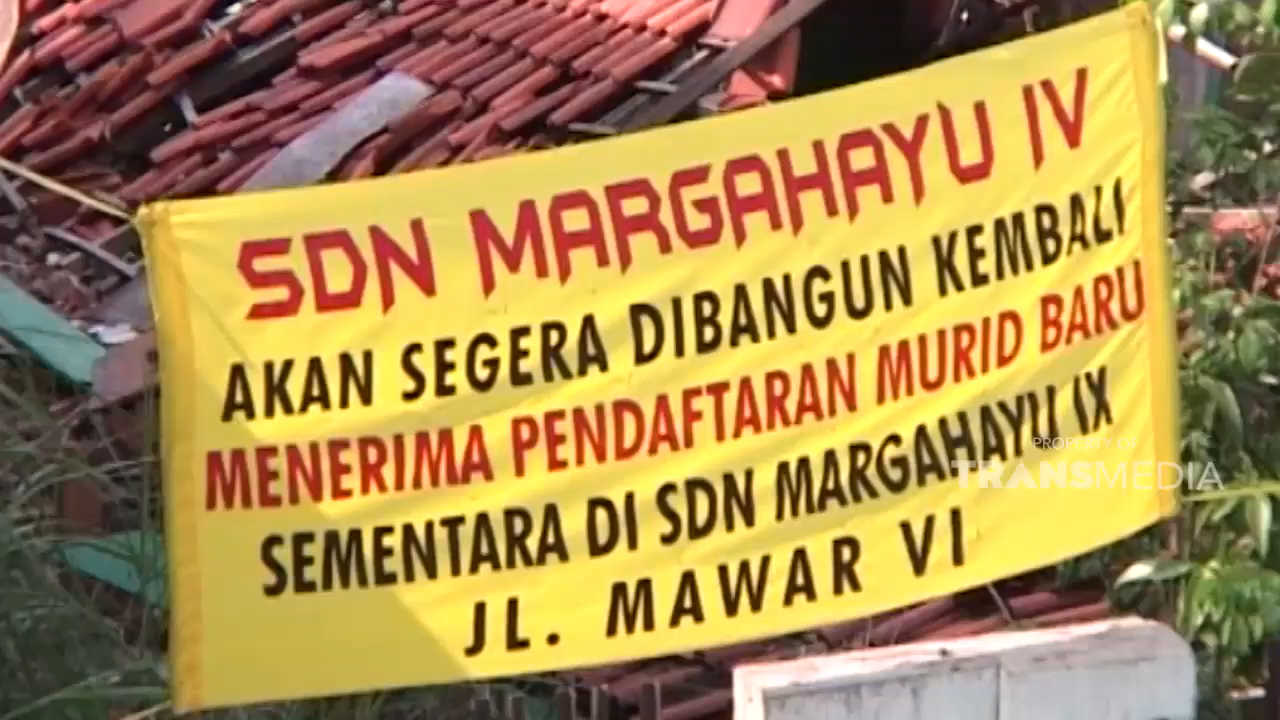 SDN MARGAHAYU IV
AKAN SEGERA DIBANGUN KEMBALI
MENERIMA PENDAFTARAN MURID BARU
SEMENTARA DI SDN MARGAHAYU IX
JL. MAWAR VI
PROPERTY OF
TRANSMEDIA